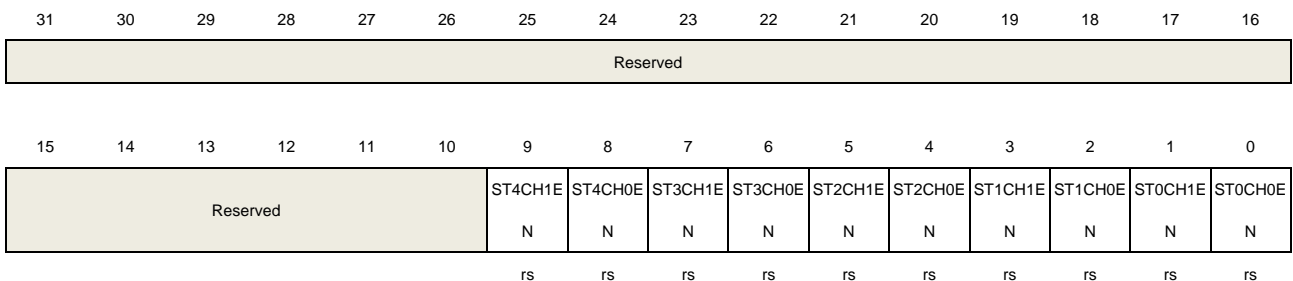 31 30 29 28 27 26 25 24 23 22 21 20 19 18 17 16
Reserved
15 14 13 12 11 10 9 8 7 6 5 4 3 2 1 0
Reserved ST4CH1E ST4CH0E ST3CH1E ST3CH0E ST2CH1E ST2CH0E ST1CH1E ST1CH0E ST0CH1E ST0CH0E
N N N N N N N N N N
rs rs rs rs rs rs rs rs rs rs